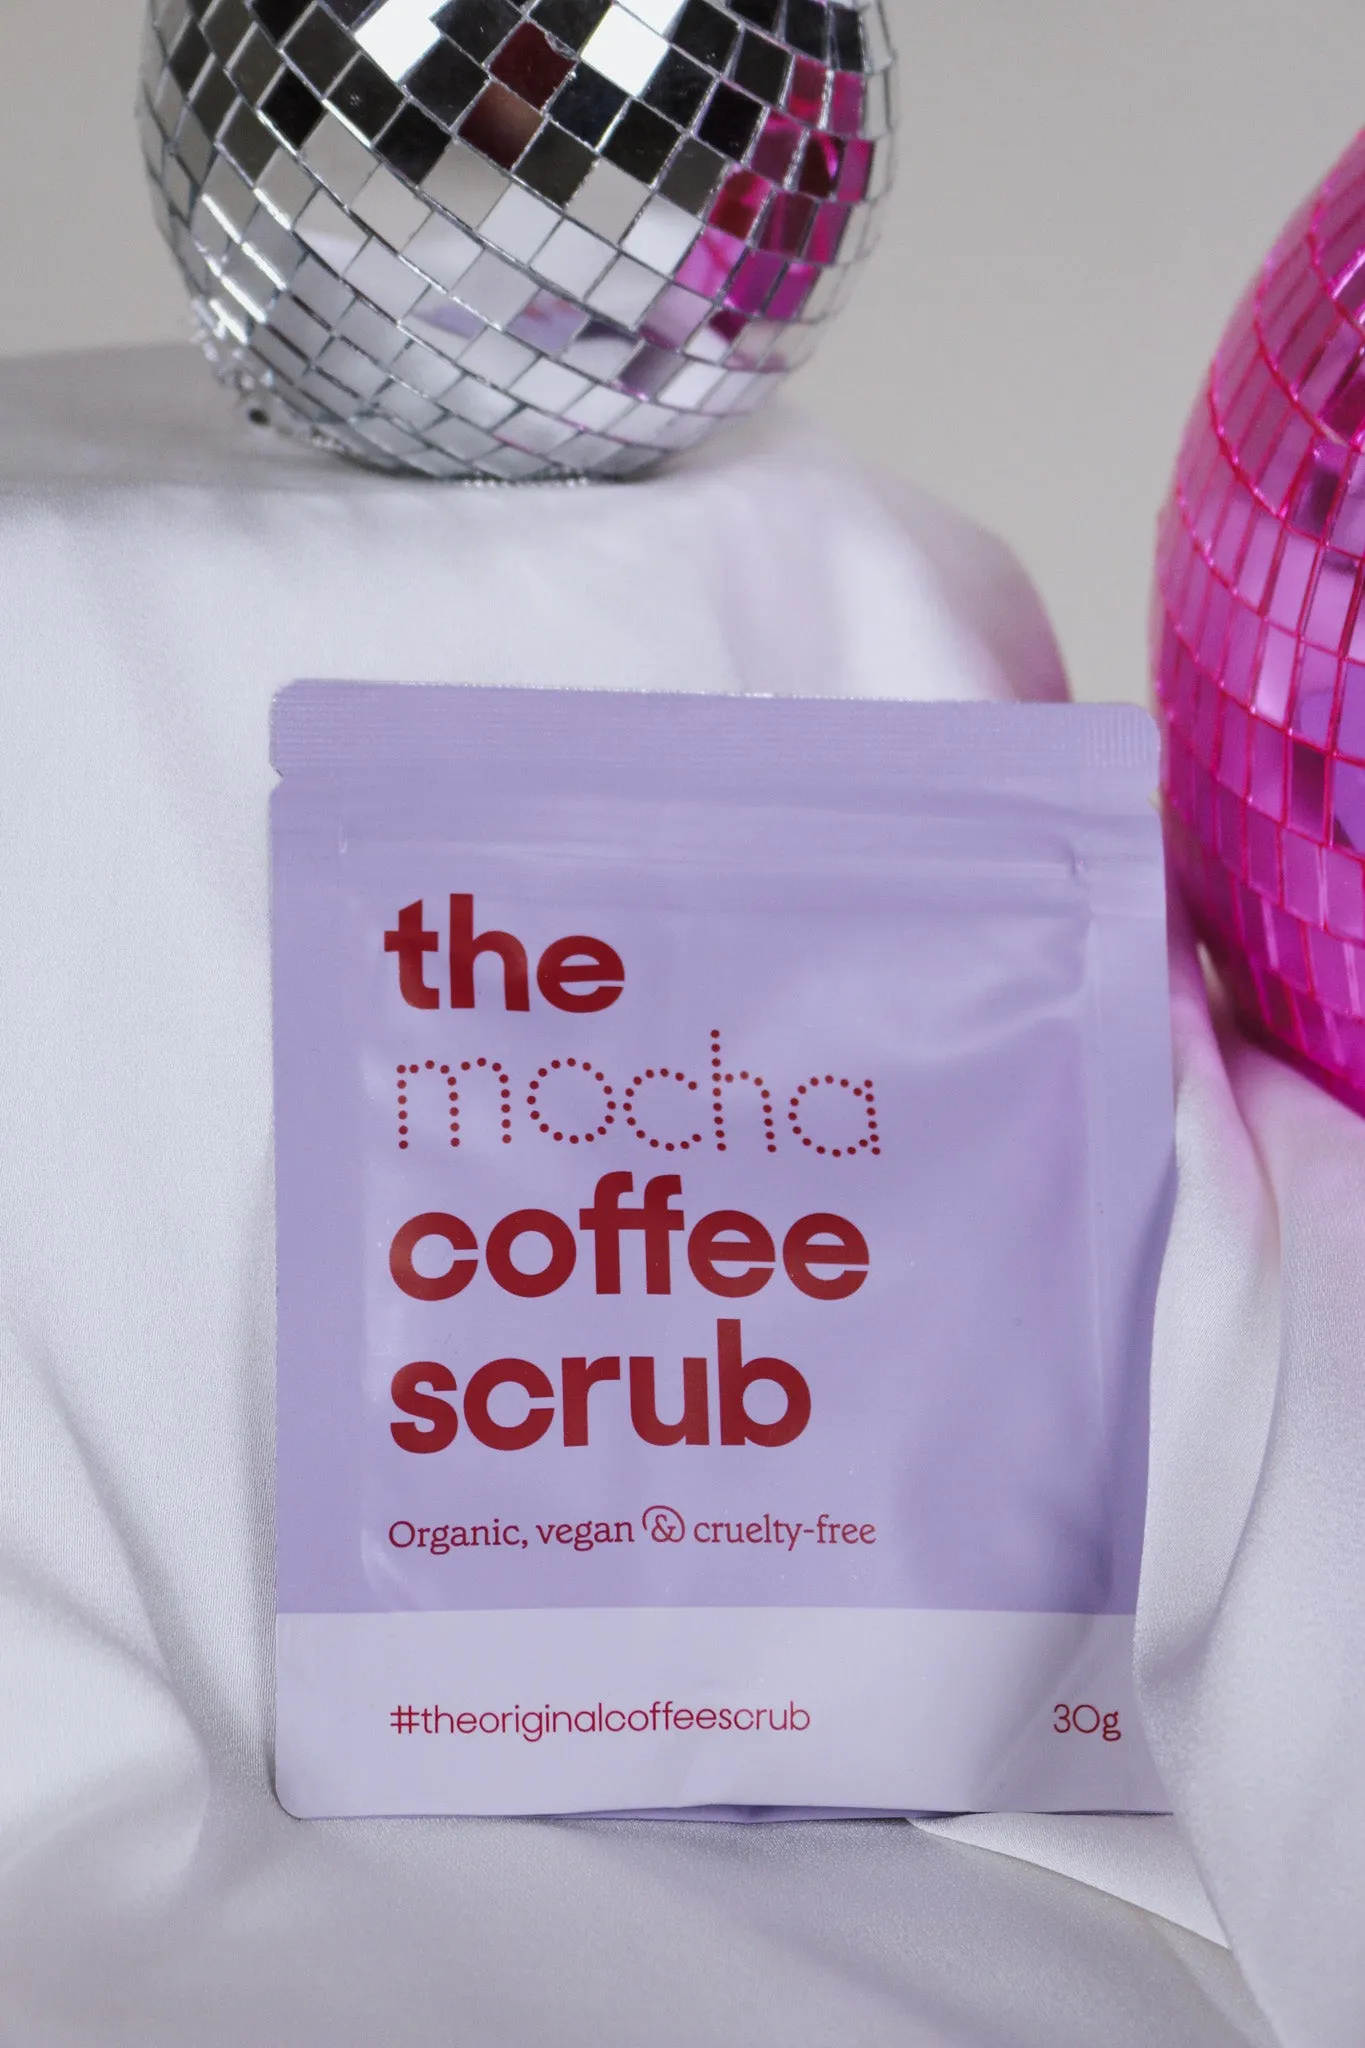 the
mocha
coffee
scrub
Organic, vegan & cruelty-free
#theoriginalcoffeescrub 30g